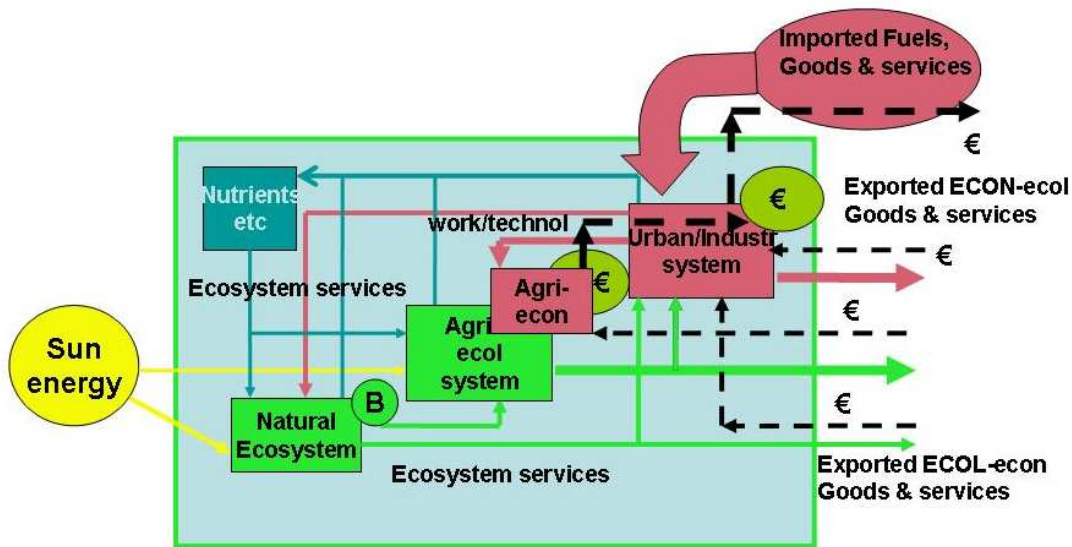 Imported Fuels,
Goods & services
€
Exported ECON-ecol
Goods & services
€
Nutrients
etc
work/technol
Urban/Industr
system
€
Ecosystem services
Agri-
econ
€
€
Agri-
ecol
system
Sun
energy
B
Natural
Ecosystem
€
Ecosystem services
Exported ECOL-econ
Goods & services